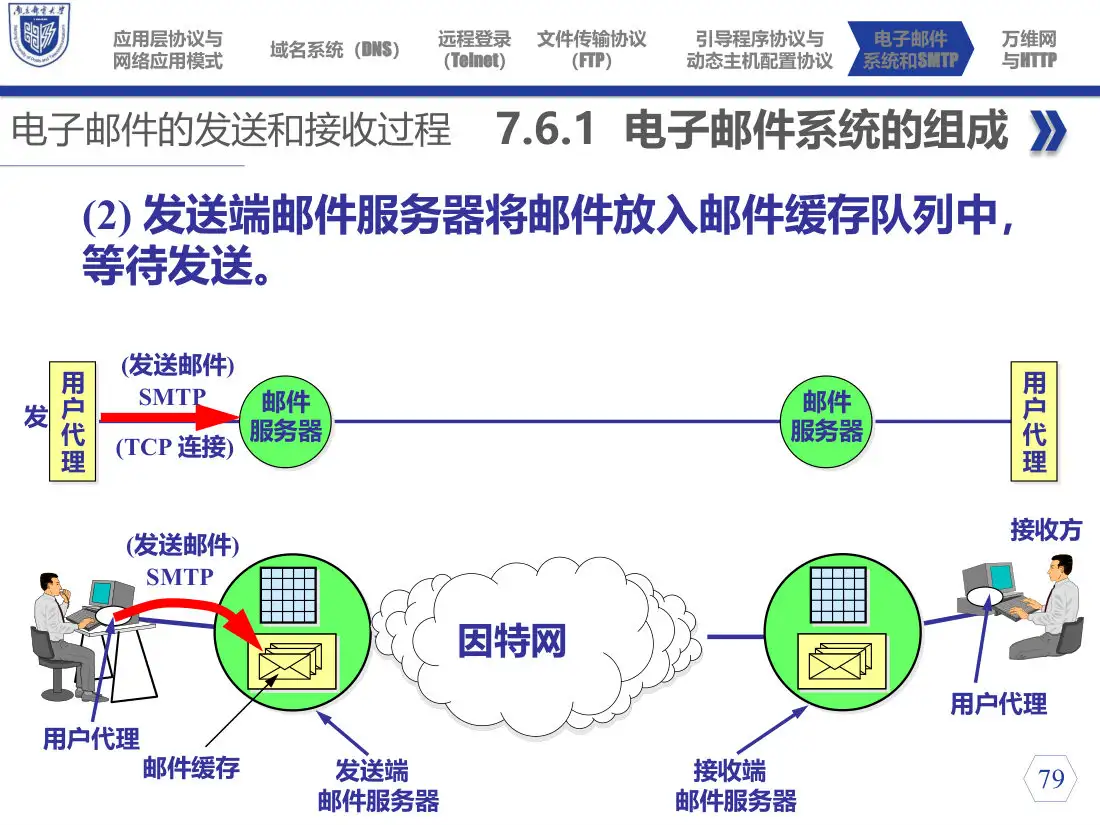 南京邮电大学
应用层协议与
网络应用模式
域名系统（DNS）
远程登录
（Telnet）
文件传输协议
（FTP）
引导程序协议与
动态主机配置协议
电子邮件
系统和SMTP
万维网
与HTTP
电子邮件的发送和接收过程
7.6.1 电子邮件系统的组成
(2) 发送端邮件服务器将邮件放入邮件缓存队列中，
等待发送。
发
用户代理
(发送邮件)
SMTP
(TCP 连接)
邮件
服务器
邮件
服务器
用户代理
接收方
(发送邮件)
SMTP
因特网
用户代理
邮件缓存
发送端
邮件服务器
接收端
邮件服务器
用户代理
79